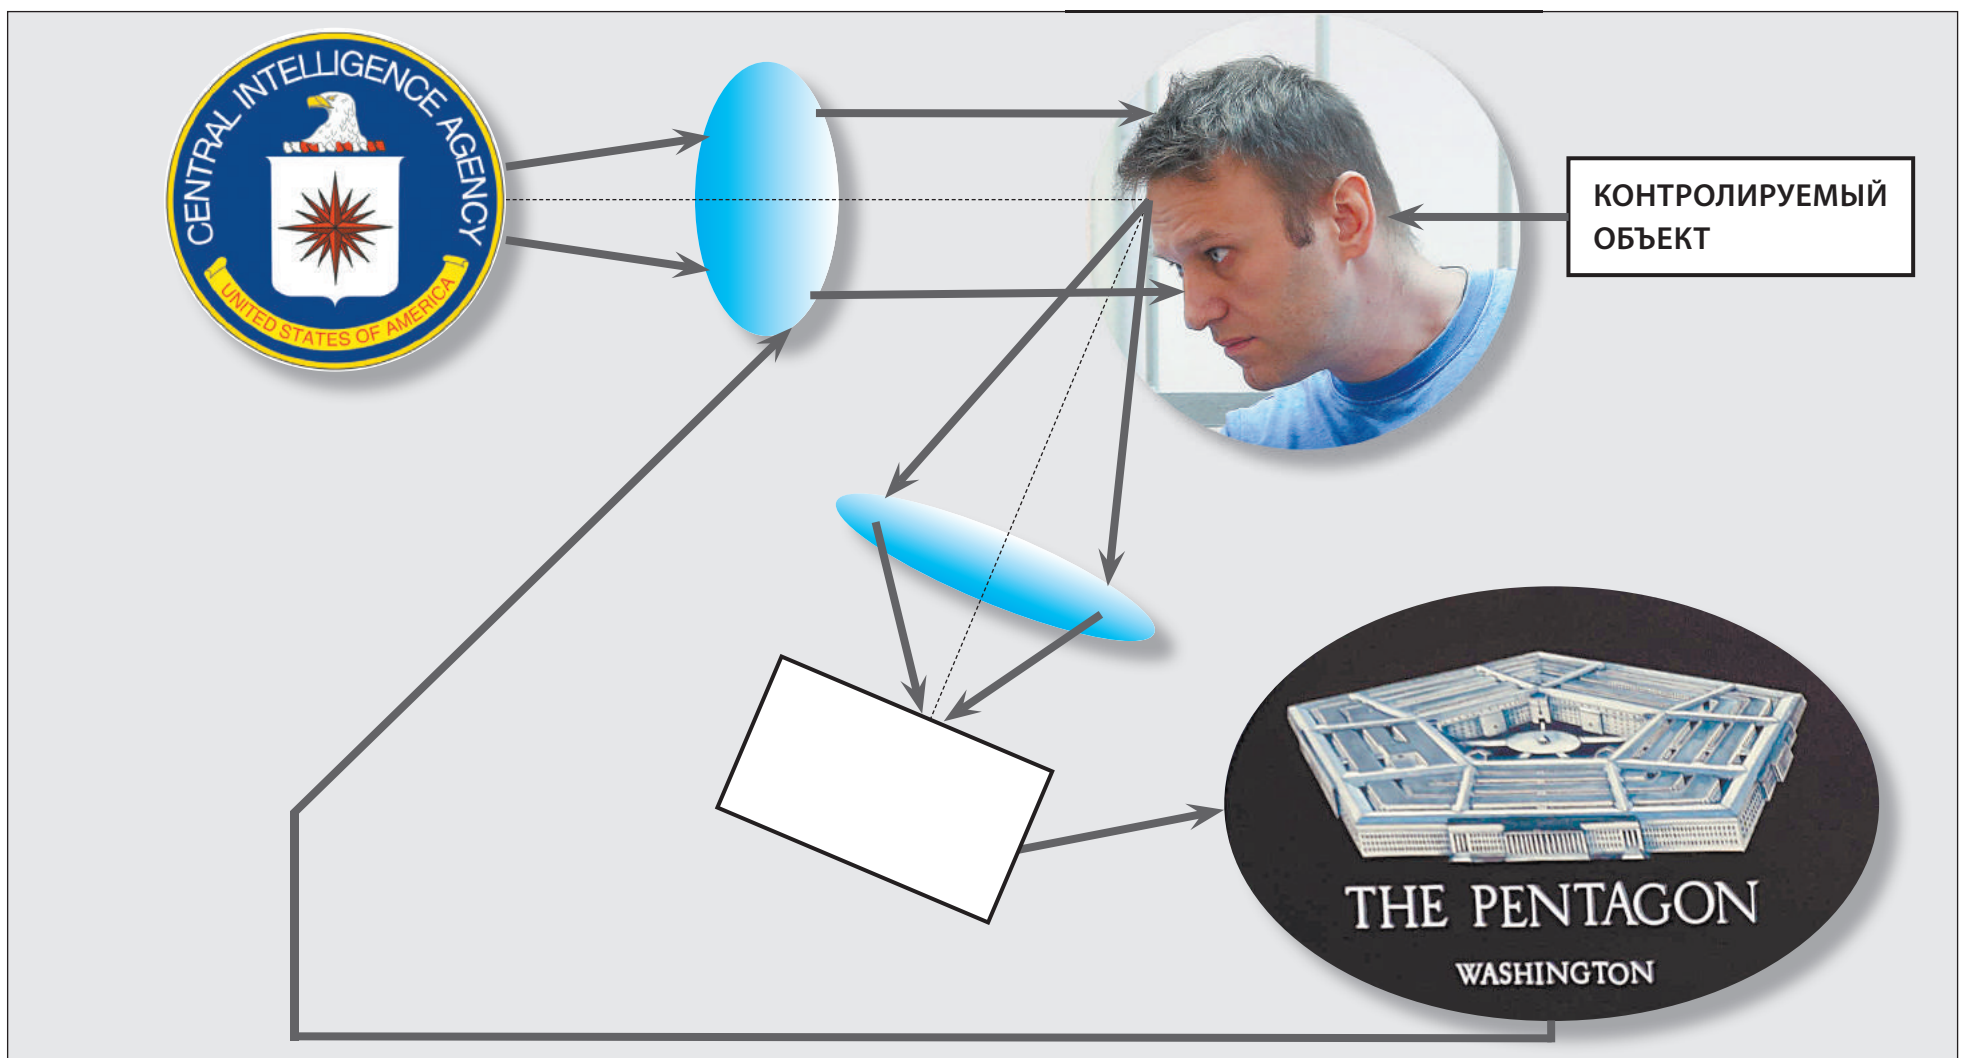 CENTRAL INTELLIGENCE AGENCY
UNITED STATES OF AMERICA
КОНТРОЛИРУЕМЫЙ
ОБЪЕКТ
THE PENTAGON
WASHINGTON